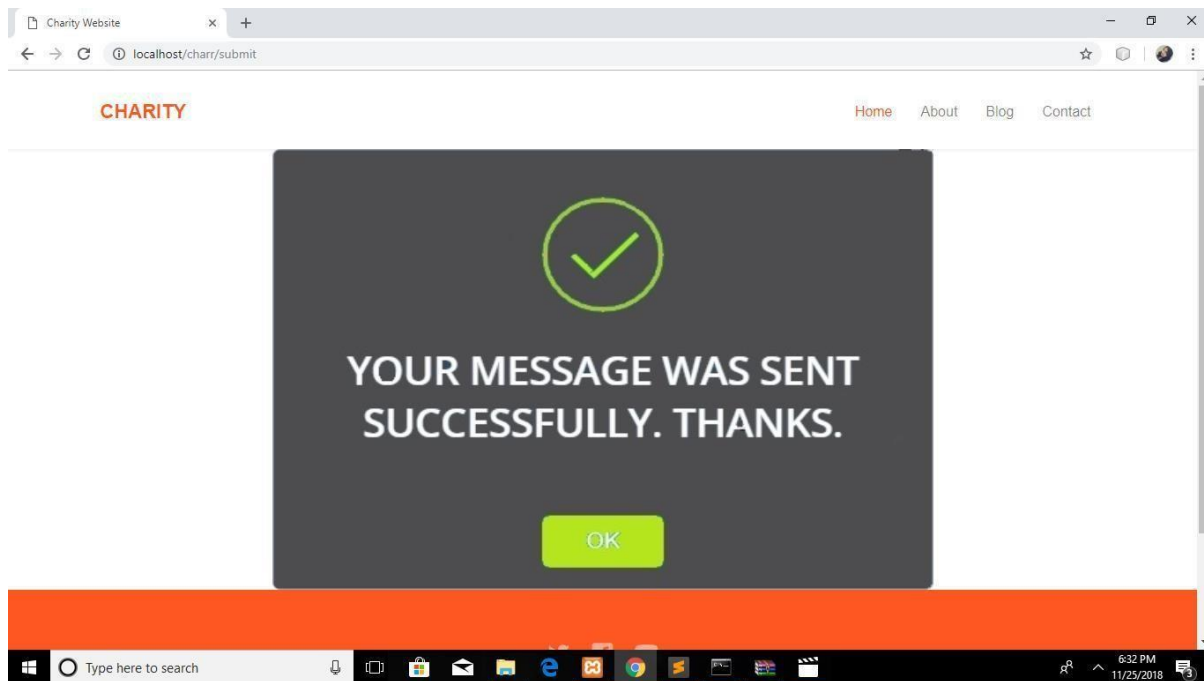 Charity Website
localhost/charr/submit
CHARITY
Home About Blog Contact
YOUR MESSAGE WAS SENT
SUCCESSFULLY. THANKS.
OK
Type here to search
6:32 PM
11/25/2018
3